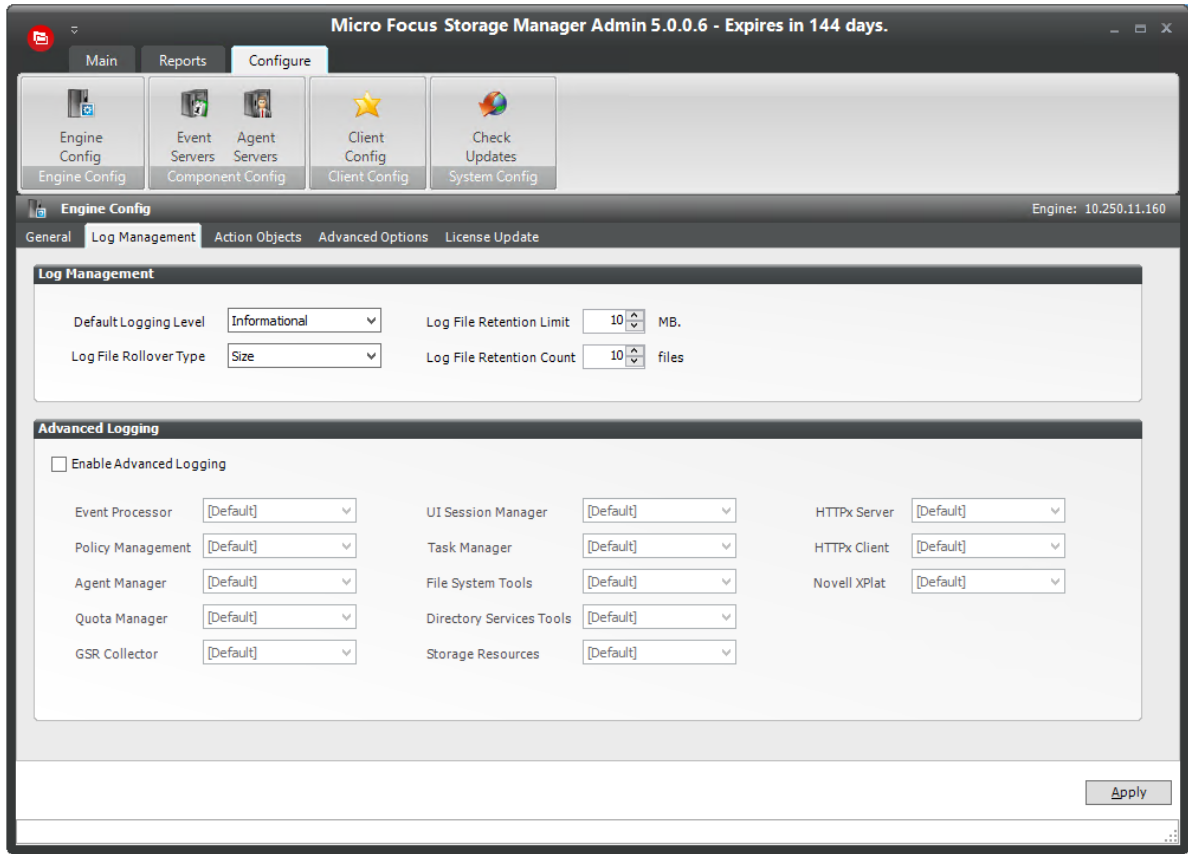 Micro Focus Storage Manager Admin 5.0.0.6 - Expires in 144 days.
Main Reports Configure
Engine Config
Event Servers
Agent Servers
Client Config
Check Updates
Engine Config Component Config Client Config System Config
Engine Config Engine: 10.250.11.160
General Log Management Action Objects Advanced Options License Update
Log Management
Default Logging Level Informational Log File Retention Limit 10 MB.
Log File Rollover Type Size Log File Retention Count 10 files
Advanced Logging
Enable Advanced Logging
Event Processor [Default] UI Session Manager [Default] HTTPx Server [Default]
Policy Management [Default] Task Manager [Default] HTTPx Client [Default]
Agent Manager [Default] File System Tools [Default] Novell XPlat [Default]
Quota Manager [Default] Directory Services Tools [Default]
GSR Collector [Default] Storage Resources [Default]
Apply